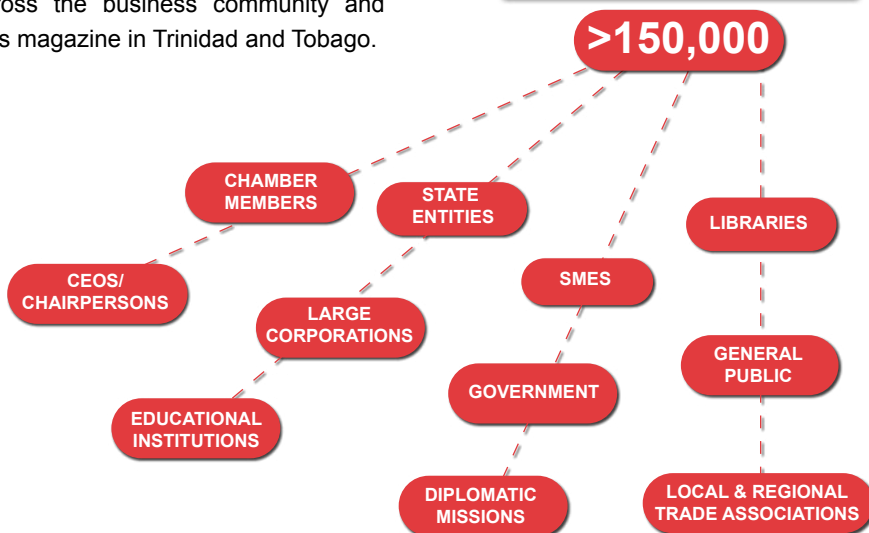 ross the business community and
s magazine in Trinidad and Tobago.
>150,000
CHAMBER
MEMBERS
STATE
ENTITIES
LIBRARIES
CEOS/
CHAIRPERSONS
SMES
LARGE
CORPORATIONS
GENERAL
PUBLIC
GOVERNMENT
EDUCATIONAL
INSTITUTIONS
DIPLOMATIC
MISSIONS
LOCAL & REGIONAL
TRADE ASSOCIATIONS